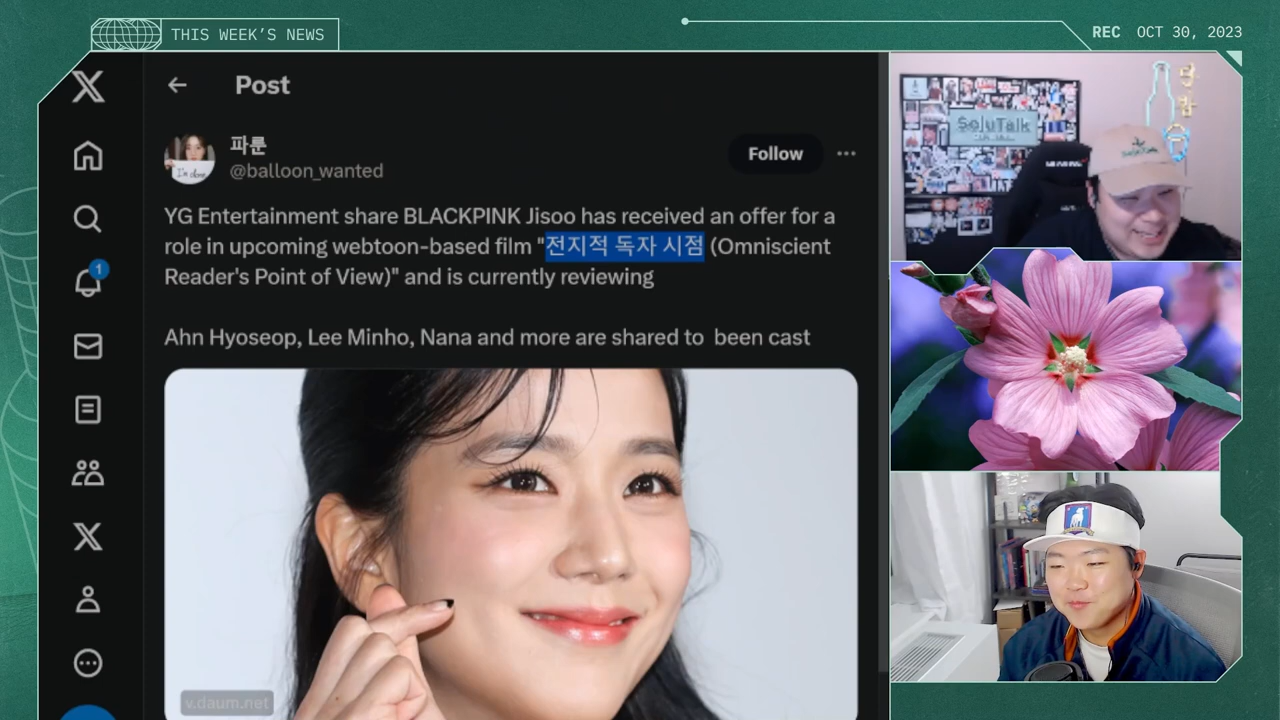 THIS WEEK'S NEWS
REC OCT 30, 2023
Post
파룬
@balloon_wanted
Follow
YG Entertainment share BLACKPINK Jisoo has received an offer for a
role in upcoming webtoon-based film "전지적 독자 시점 (Omniscient
Reader's Point of View)" and is currently reviewing
Ahn Hyoseop, Lee Minho, Nana and more are shared to been cast
1
I'm done
v.daum.net
SoJuTalk